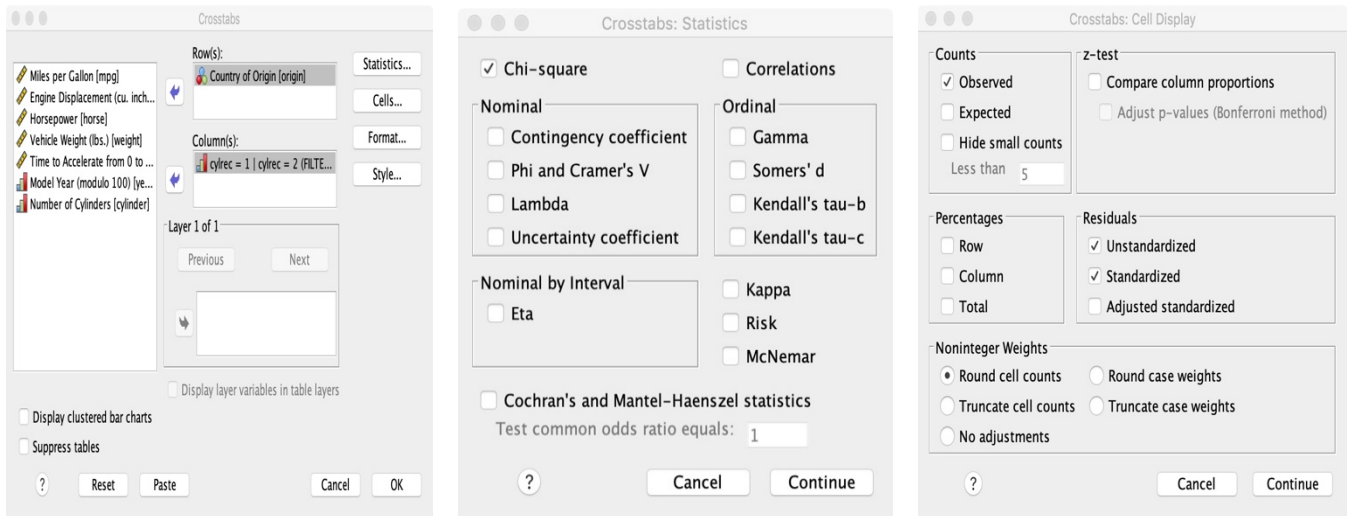 Crosstabs
Miles per Gallon [mpg]
Engine Displacement (cu. inch...
Horsepower [horse]
Vehicle Weight (lbs.) [weight]
Time to Accelerate from 0 to ...
Model Year (modulo 100) [ye...
Number of Cylinders [cylinder]
Row(s):
Country of Origin [origin]
Column(s):
cylrec = 1 | cylrec = 2 (FILTE...
Layer 1 of 1
Previous
Next
Display layer variables in table layers
Statistics...
Cells...
Format...
Style...
Display clustered bar charts
Suppress tables
?
Reset
Paste
Cancel
OK
Crosstabs: Statistics
Chi-square
Correlations
Nominal
Contingency coefficient
Phi and Cramer's V
Lambda
Uncertainty coefficient
Ordinal
Gamma
Somers' d
Kendall's tau-b
Kendall's tau-c
Nominal by Interval
Eta
Kappa
Risk
McNemar
Cochran's and Mantel-Haenszel statistics
Test common odds ratio equals: 1
?
Cancel
Continue
Crosstabs: Cell Display
Counts
Observed
Expected
Hide small counts
Less than 5
z-test
Compare column proportions
Adjust p-values (Bonferroni method)
Percentages
Row
Column
Total
Residuals
Unstandardized
Standardized
Adjusted standardized
Noninteger Weights
Round cell counts
Round case weights
Truncate cell counts
Truncate case weights
No adjustments
?
Cancel
Continue